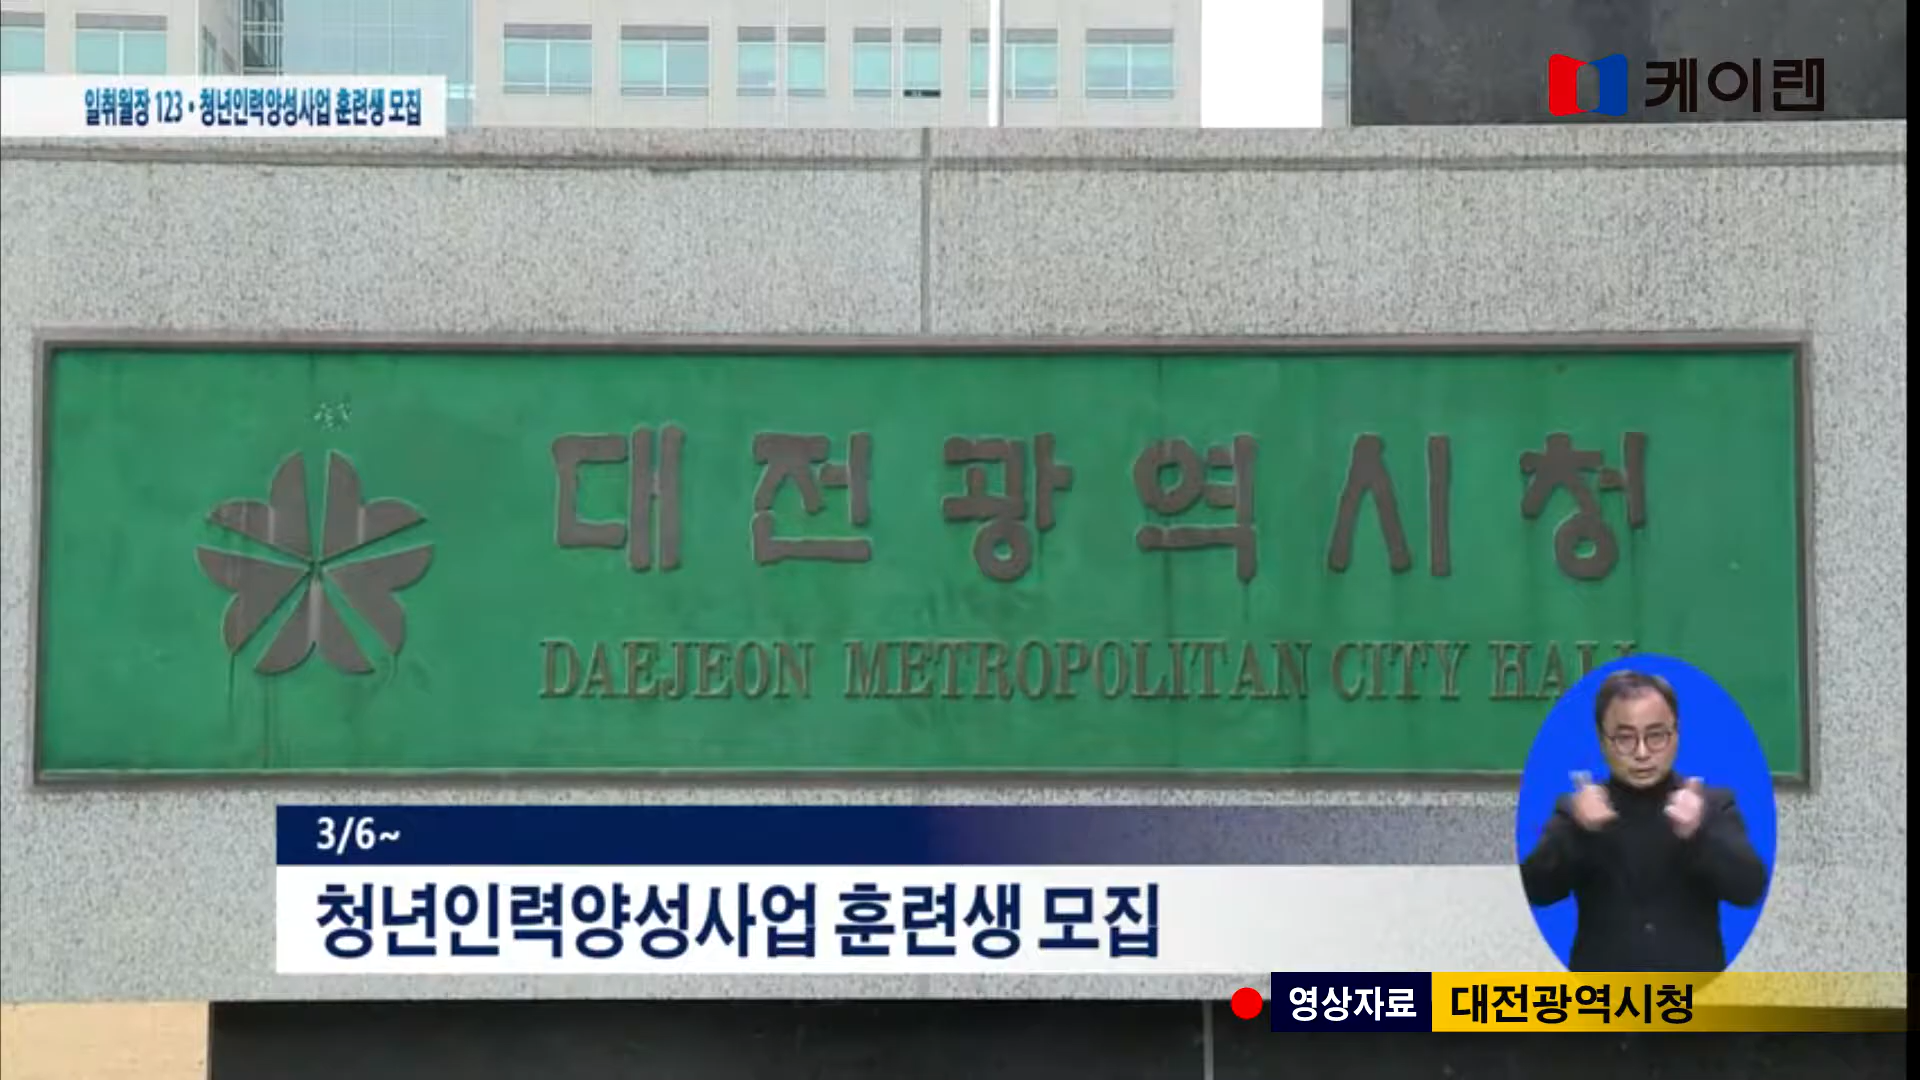 일취월장 123·청년인력양성사업 훈련생 모집
케이랜
대전광역시청
DAEJEON METROPOLITAN CITY HALL
3/6~
청년인력양성사업 훈련생 모집
영상자료 대전광역시청